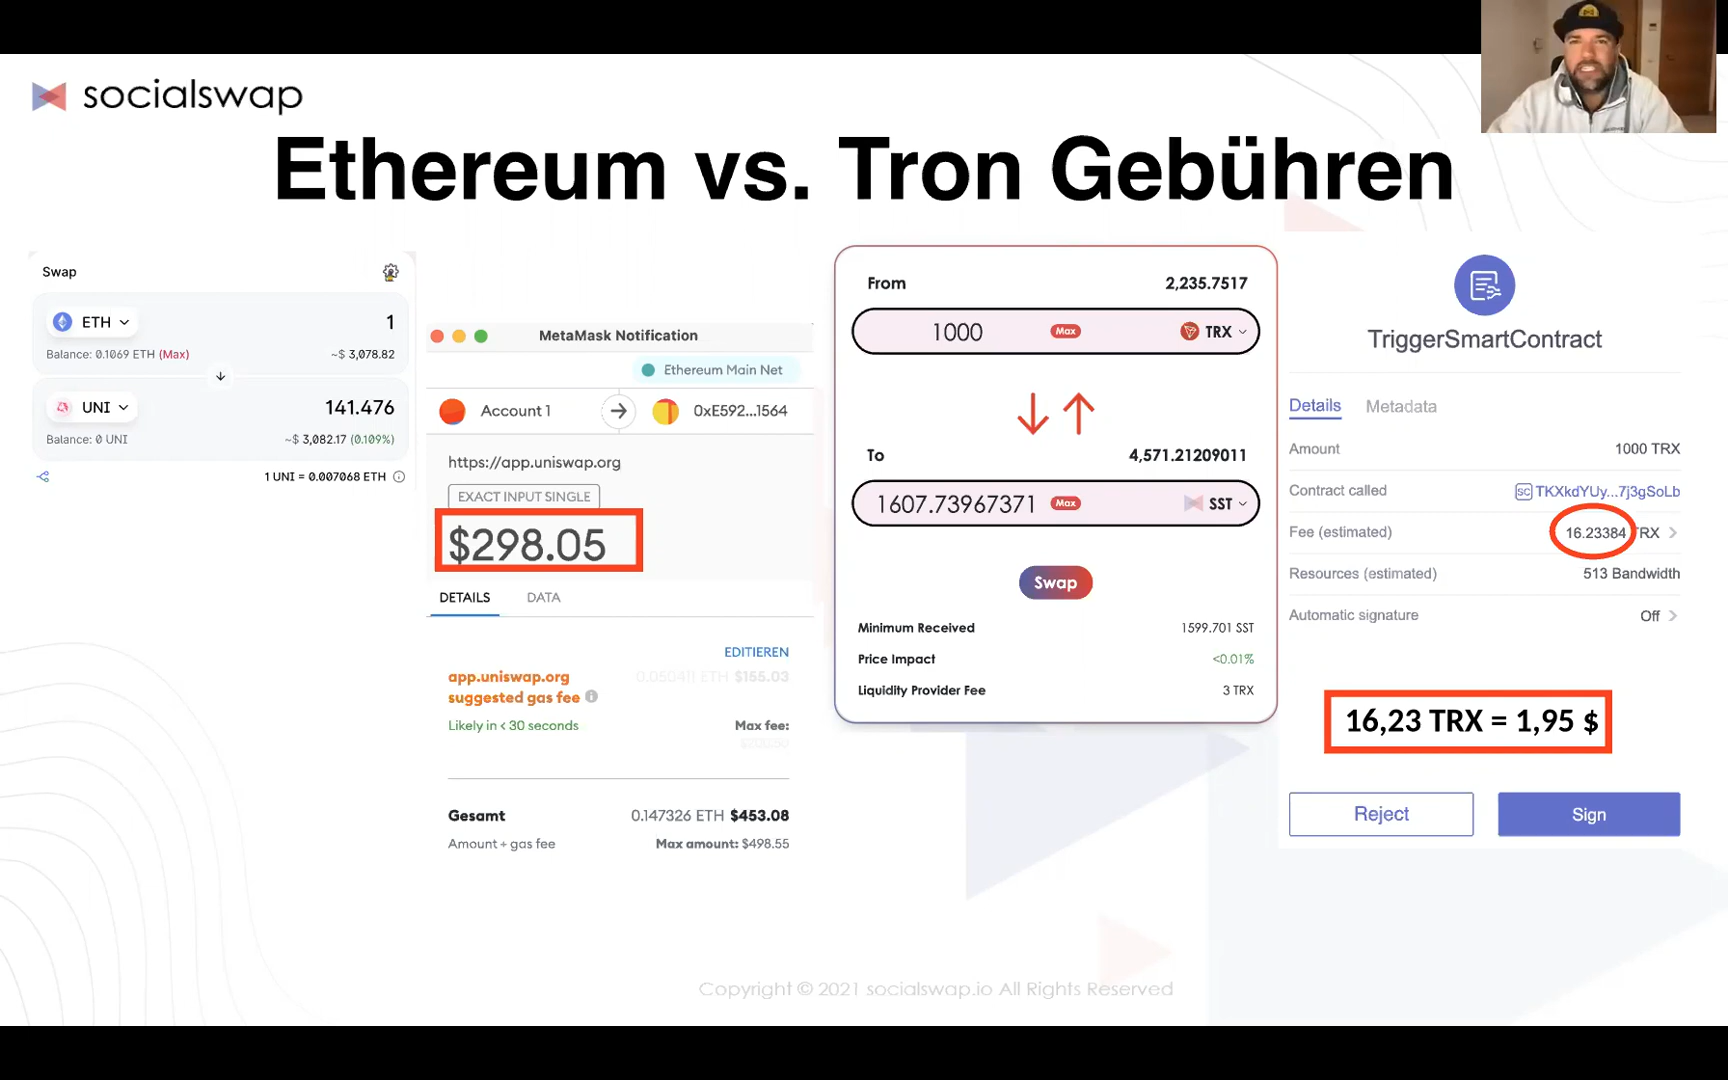 socialswap
Ethereum vs. Tron Gebühren
Swap
ETH
1
Balance: 0.1069 ETH (Max)
~$ 3,078.82
UNI
141.476
Balance: 0 UNI
~$ 3,082.17 (0.109%)
1 UNI = 0.007068 ETH
MetaMask Notification
Ethereum Main Net
Account 1
0xE592...1564
https://app.uniswap.org
EXACT INPUT SINGLE
$298.05
DETAILS
DATA
EDITIEREN
app.uniswap.org
suggested gas fee
0.050411 ETH $155.03
Likely in < 30 seconds
Max fee:
Gesamt
0.147326 ETH $453.08
Amount + gas fee
Max amount: $498.55
From
2,235.7517
1000
Max
TRX
To
4,571.21209011
1607.73967371
Max
SST
Swap
Minimum Received
1599.701 SST
Price Impact
<0.01%
Liquidity Provider Fee
3 TRX
TriggerSmartContract
Details
Metadata
Amount
1000 TRX
Contract called
SC TKXkdYUy...7j3gSoLb
Fee (estimated)
16.23384 TRX
Resources (estimated)
513 Bandwidth
Automatic signature
Off
16,23 TRX = 1,95 $
Reject
Sign
Copyright © 2021 socialswap.io All Rights Reserved